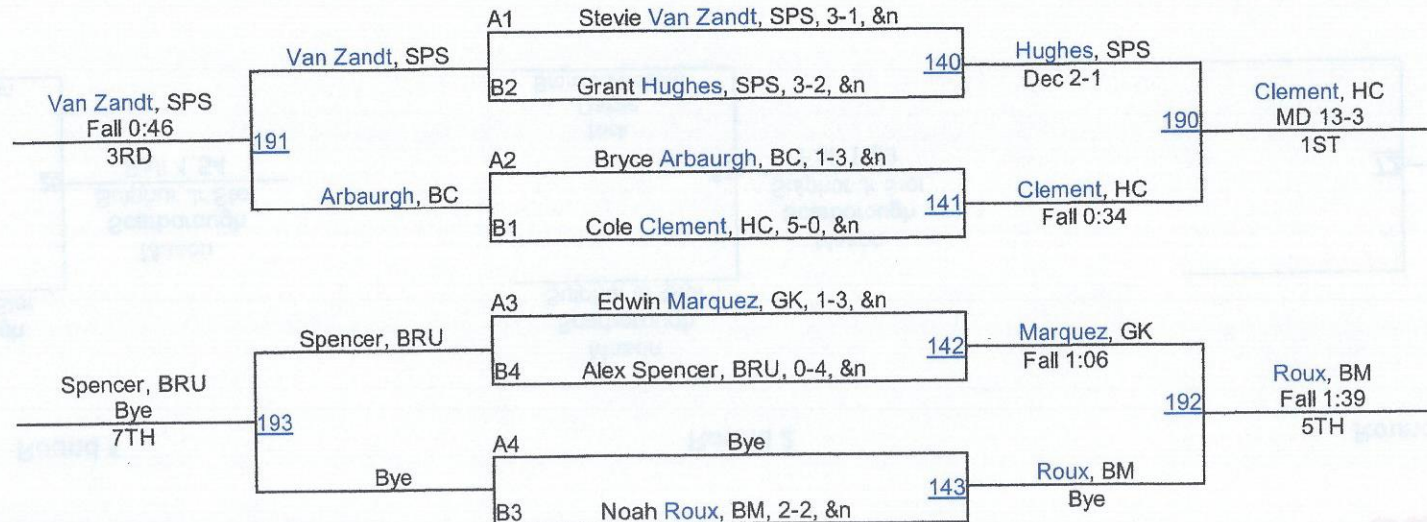 A1 Stevie Van Zandt, SPS, 3-1, &n
Van Zandt, SPS
140
Hughes, SPS
Dec 2-1
B2 Grant Hughes, SPS, 3-2, &n
Van Zandt, SPS
Fall 0:46
3RD
191
190
Clement, HC
MD 13-3
1ST
A2 Bryce Arbaurgh, BC, 1-3, &n
Arbaurgh, BC
141
Clement, HC
Fall 0:34
B1 Cole Clement, HC, 5-0, &n
A3 Edwin Marquez, GK, 1-3, &n
Spencer, BRU
142
Marquez, GK
Fall 1:06
B4 Alex Spencer, BRU, 0-4, &n
Spencer, BRU
Bye
7TH
193
192
Roux, BM
Fall 1:39
5TH
A4 Bye
Bye
143
Roux, BM
Bye
B3 Noah Roux, BM, 2-2, &n